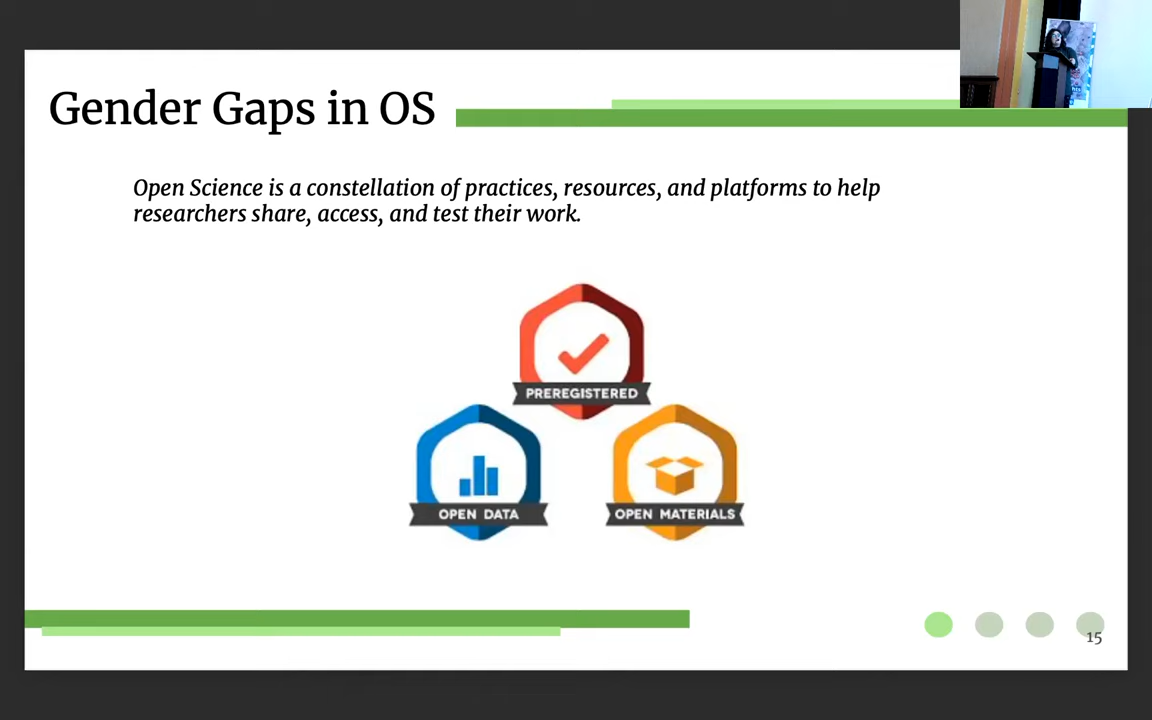 Gender Gaps in OS
Open Science is a constellation of practices, resources, and platforms to help
researchers share, access, and test their work.
PREREGISTERED
OPEN DATA
OPEN MATERIALS
15